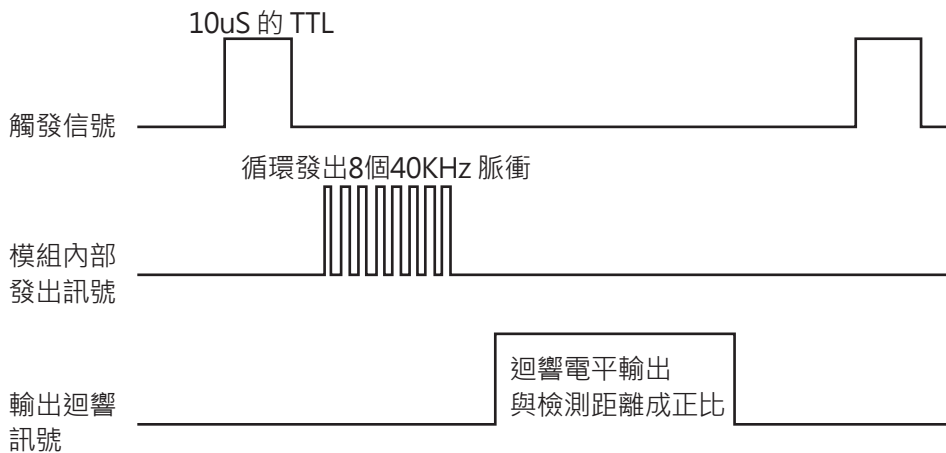 10uS 的 TTL
觸發信號
循環發出8個40KHz 脈衝
模組內部
發出訊號
迴響電平輸出
與檢測距離成正比
輸出迴響
訊號